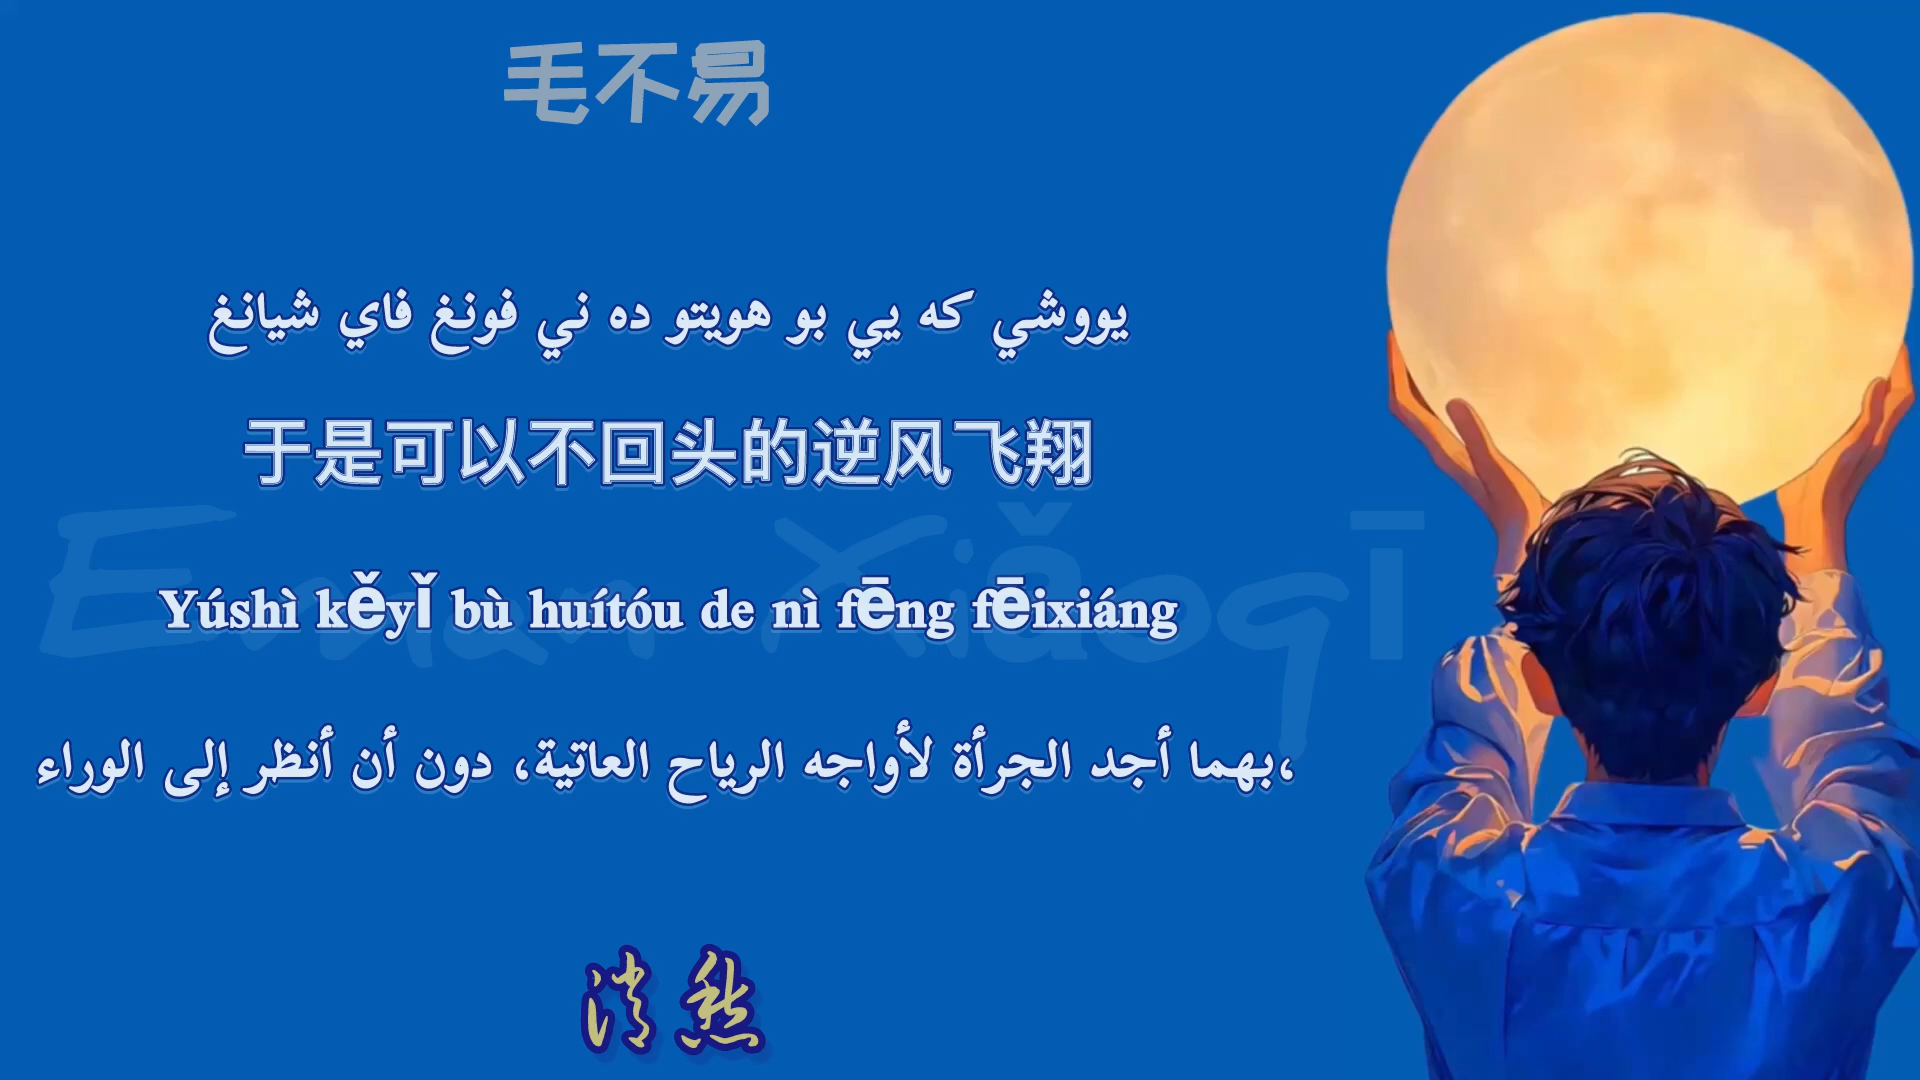 毛不易
يووشي كه يي بو هويتو ده ني فونغ فاي شيانغ
于是可以不回头的逆风飞翔
Eman Xiǎoqī
Yúshì kěyǐ bù huítóu de nì fēng fēixiáng
بهما أجد الجرأة لأواجه الرياح العاتية، دون أن أنظر إلى الوراء،
消愁